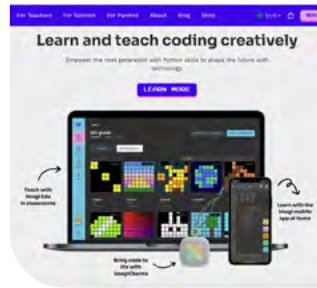 For Teachers For Schools For Parents About Blog Shop
Learn and teach coding creatively
Empower the next generation with Python skills to shape the future with
technology.
LEARN MORE
Teach with
imagi Edu
in classrooms
Learn with the
imagi mobile
app at home
Bring code to
life with
imagiCharms